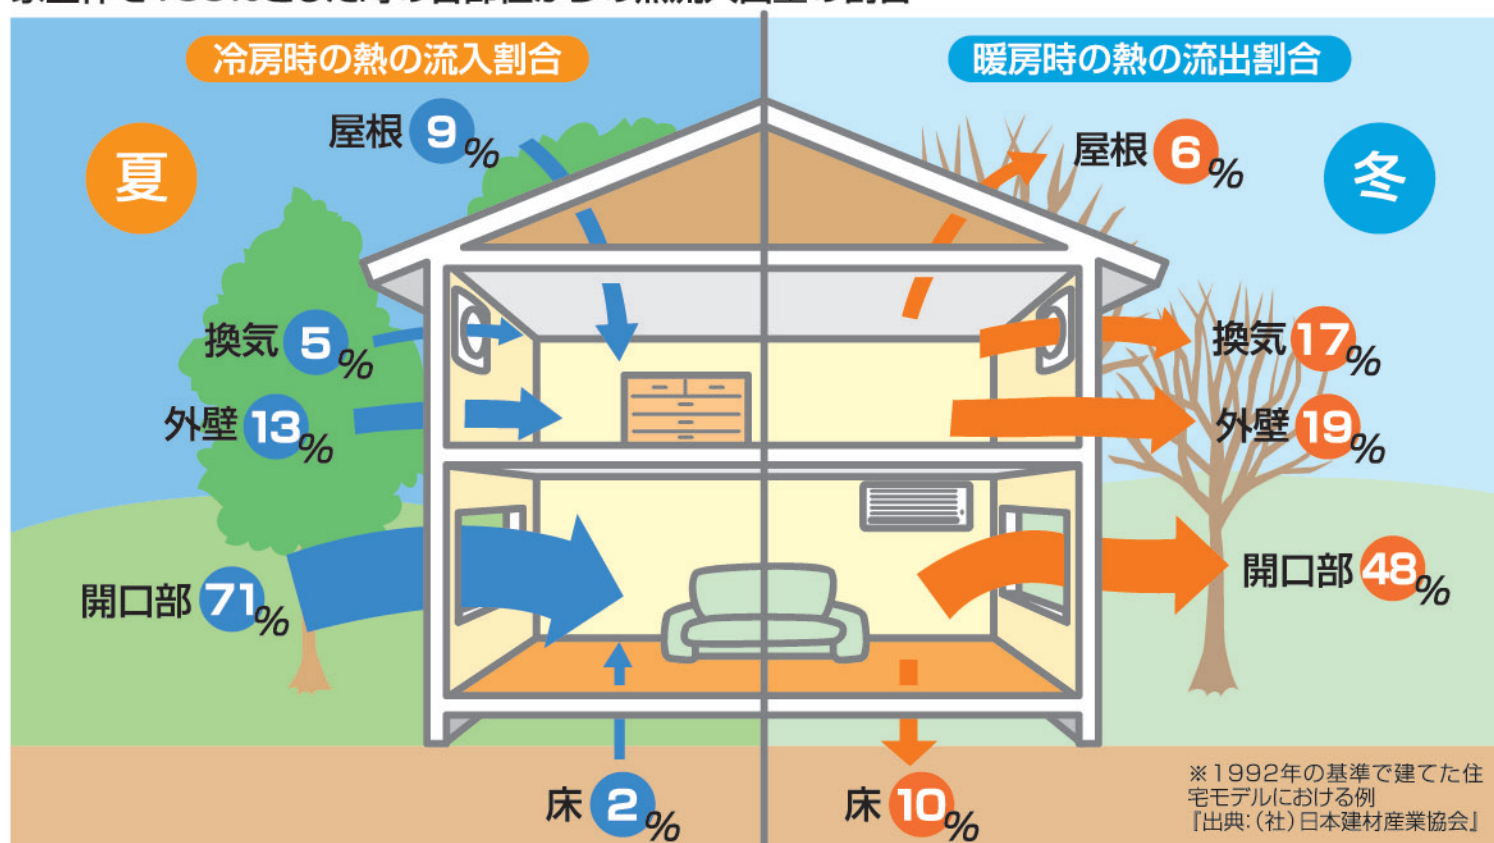 冷房時の熱の流入割合
暖房時の熱の流出割合
夏
冬
屋根 9%
屋根 6%
換気 5%
換気 17%
外壁 13%
外壁 19%
開口部 71%
開口部 48%
床 2%
床 10%
※1992年の基準で建てた住
宅モデルにおける例
『出典:(社)日本建材産業協会』